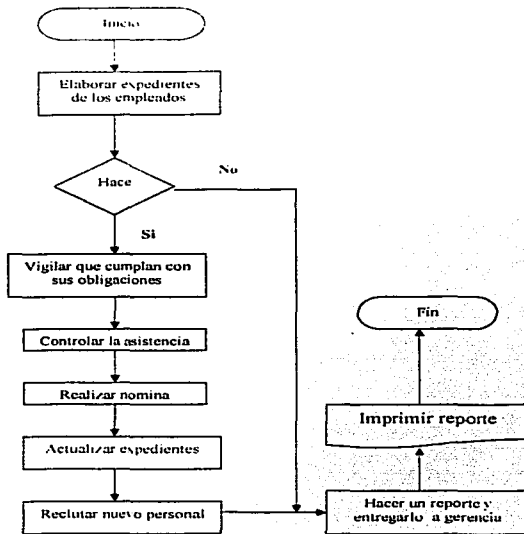 Inicio
Elaborar expedientes
de los empleados
Hace
No
Si
Vigilar que cumplan con
sus obligaciones
Controlar la asistencia
Realizar nomina
Actualizar expedientes
Reclutar nuevo personal
Fin
Imprimir reporte
Hacer un reporte y
entregarlo a gerencia